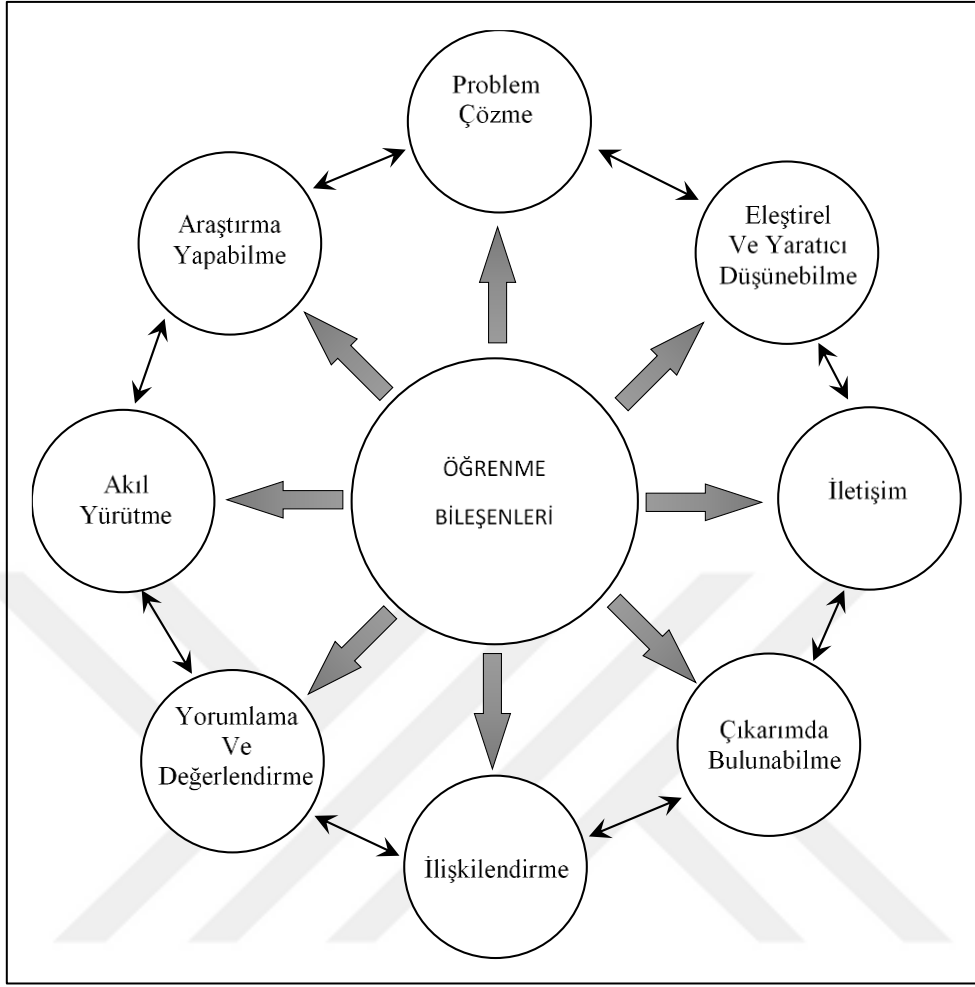 Problem
Çözme
Eleştirel
Ve Yaratıcı
Düşünebilme
İletişim
Çıkarımda
Bulunabilme
İlişkilendirme
Yorumlama
Ve
Değerlendirme
Akıl
Yürütme
Araştırma
Yapabilme
ÖĞRENME
BİLEŞENLERİ